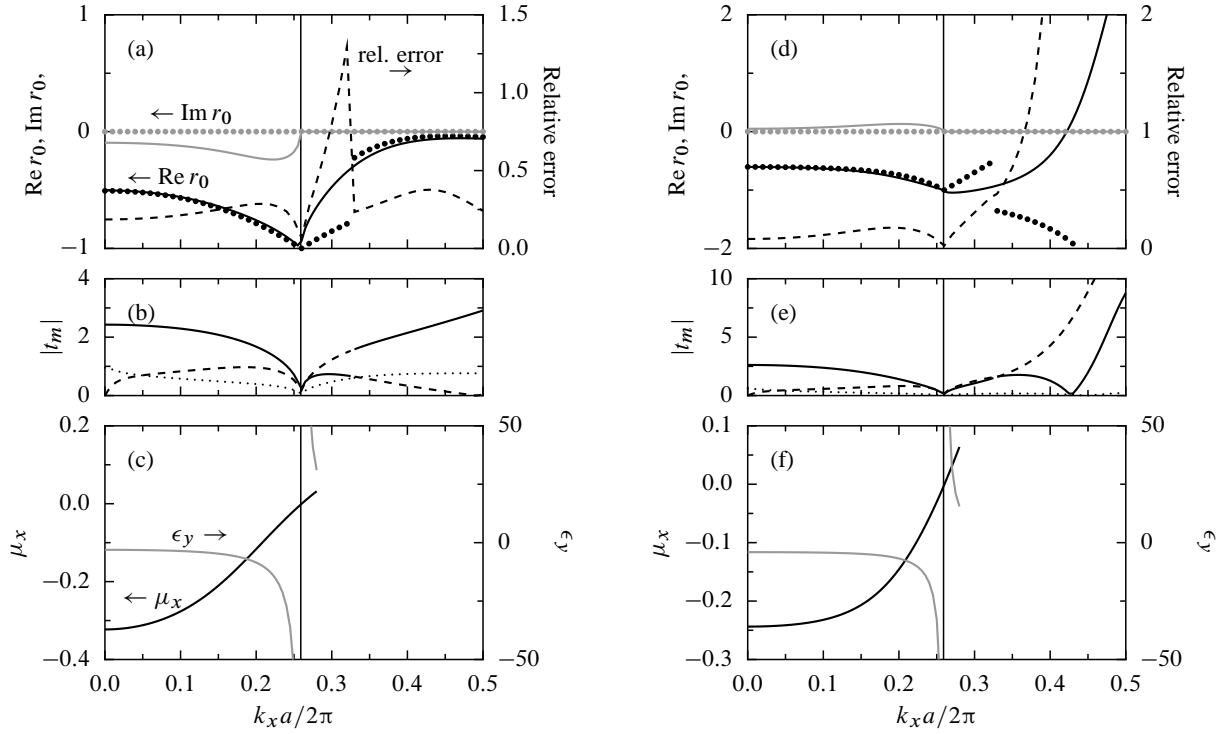 (a)
1
0
−1
1.5
1.0
0.5
0.0
Re r₀, Im r₀,
Relative error
rel. error
→
← Im r₀
← Re r₀
(b)
4
2
0
|tₘ|
(c)
0.2
0.0
−0.2
−0.4
50
0
−50
μₓ
ϵᵧ
ϵᵧ →
← μₓ
0.0 0.1 0.2 0.3 0.4 0.5
kₓa/2π
(d)
2
0
−2
2
1
0
Re r₀, Im r₀,
Relative error
(e)
10
5
0
|tₘ|
(f)
0.1
0.0
−0.1
−0.2
−0.3
50
0
−50
μₓ
ϵᵧ
0.0 0.1 0.2 0.3 0.4 0.5
kₓa/2π